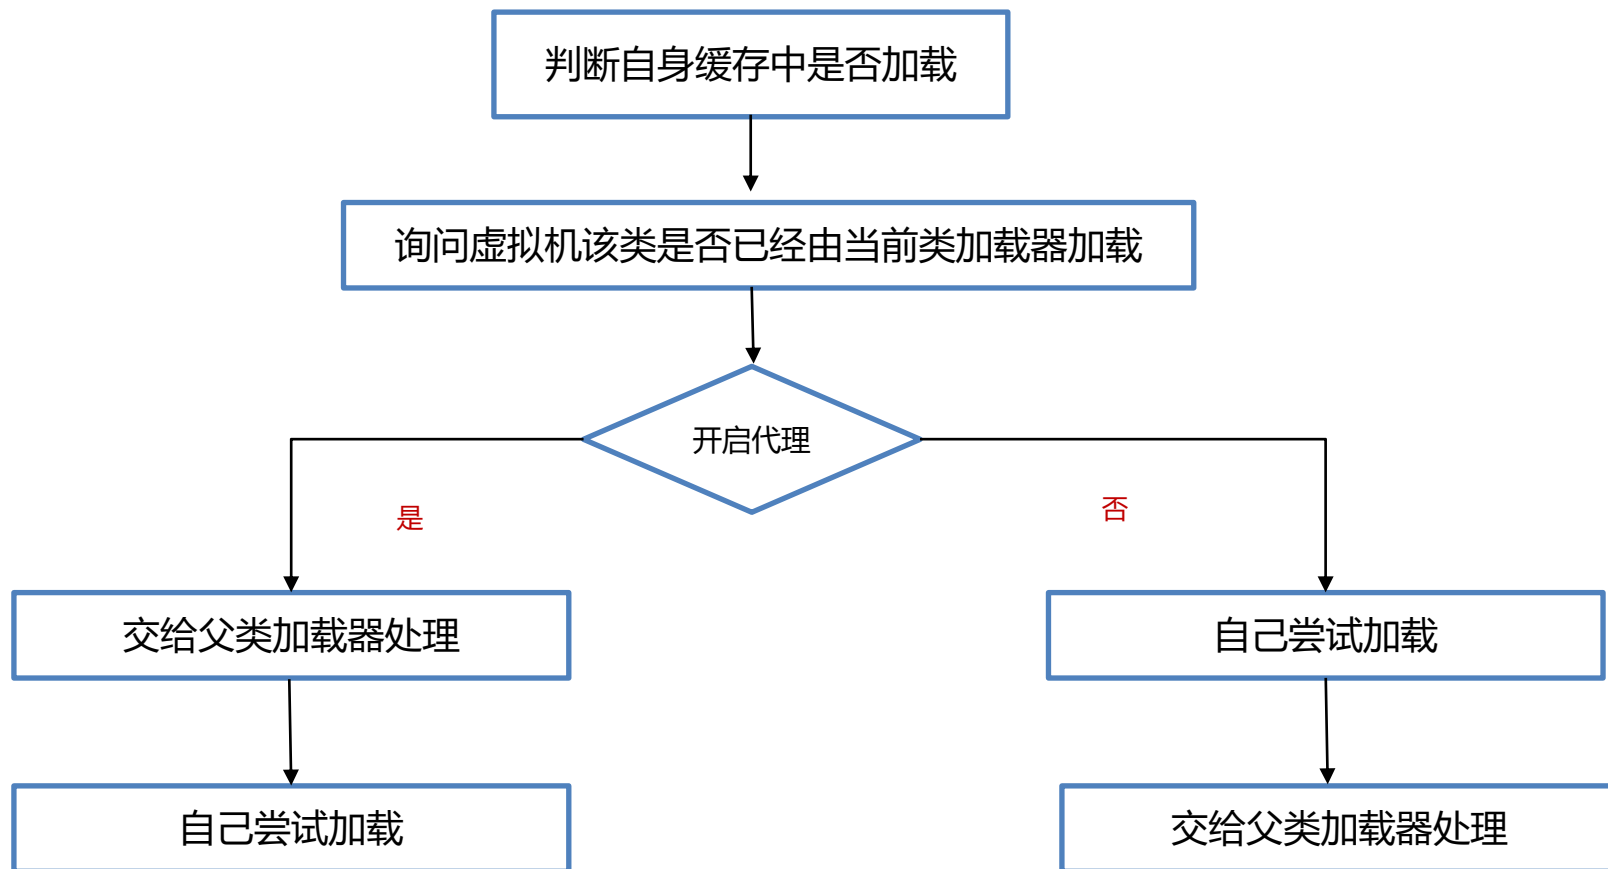 判断自身缓存中是否加载
询问虚拟机该类是否已经由当前类加载器加载
开启代理
是
否
交给父类加载器处理
自己尝试加载
自己尝试加载
交给父类加载器处理